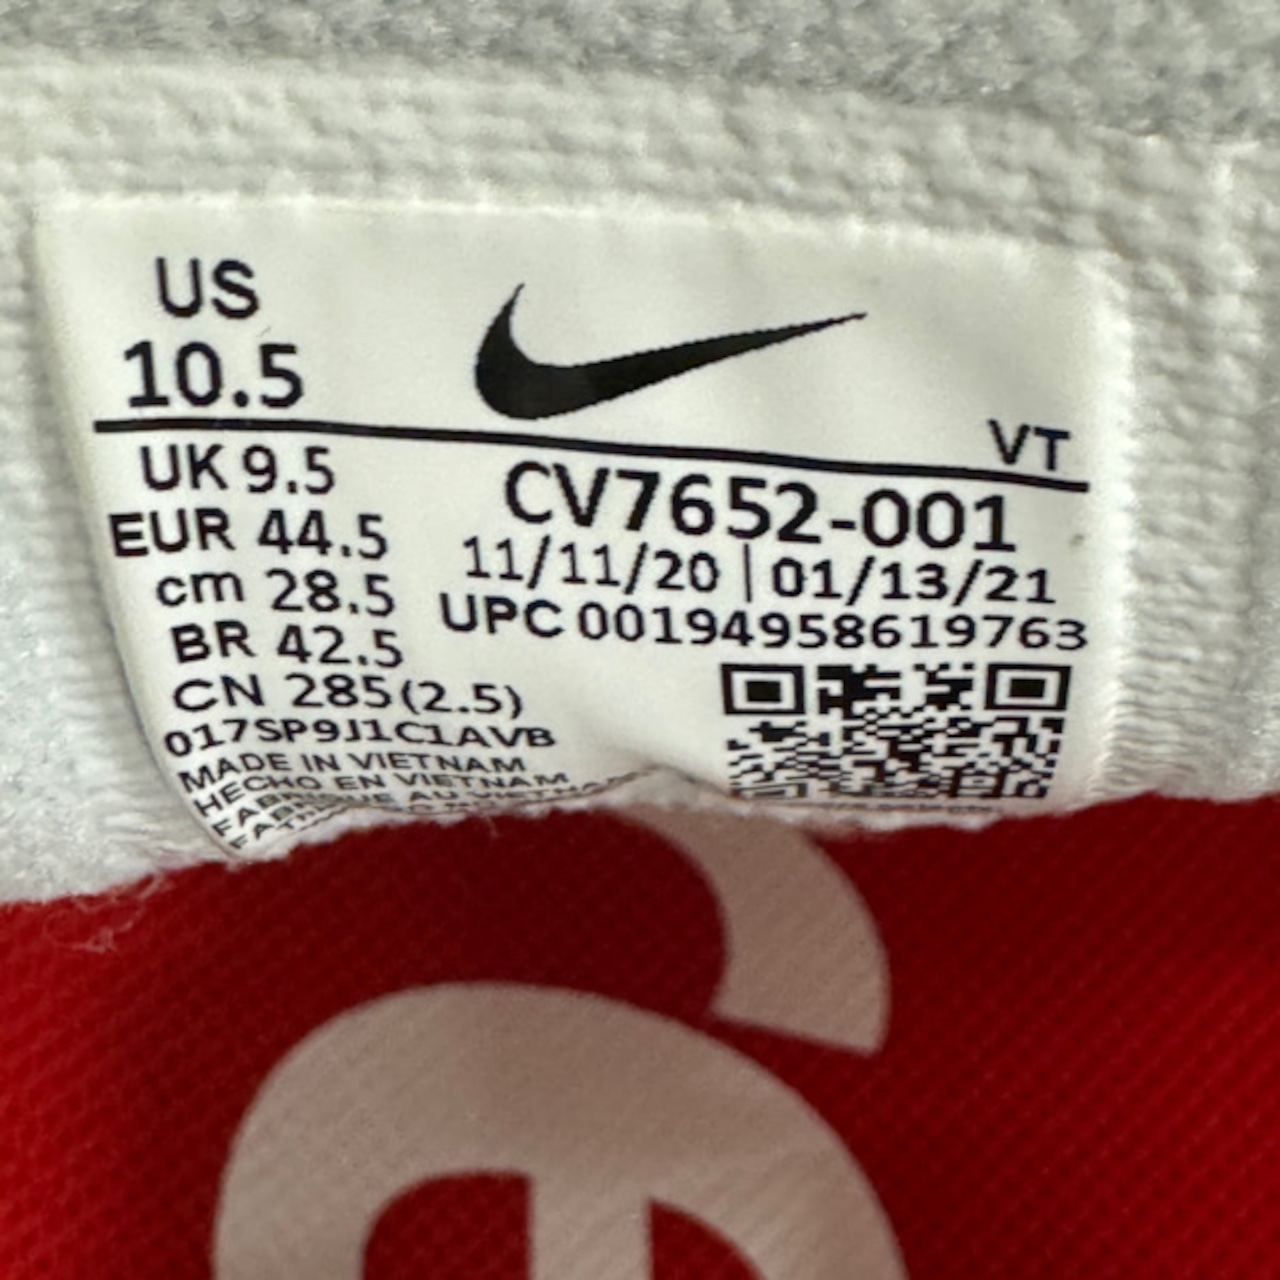 US
10.5
VT
UK 9.5
EUR 44.5
cm 28.5
BR 42.5
CN 285(2.5)
017SP9J1C1AVB
MADE IN VIETNAM
HECHO EN VIETNAM
CV7652-001
11/11/20 | 01/13/21
UPC 00194958619763